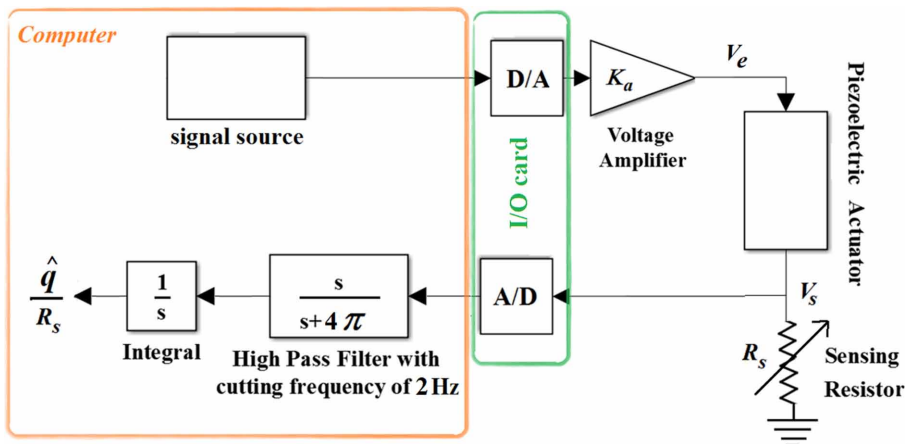 Computer
signal source
D/A
I/O card
K_a
Voltage
Amplifier
V_e
Piezoelectric Actuator
q̂
R_s
1
s
Integral
s
s+4π
High Pass Filter with
cutting frequency of 2 Hz
A/D
V_s
R_s
Sensing
Resistor